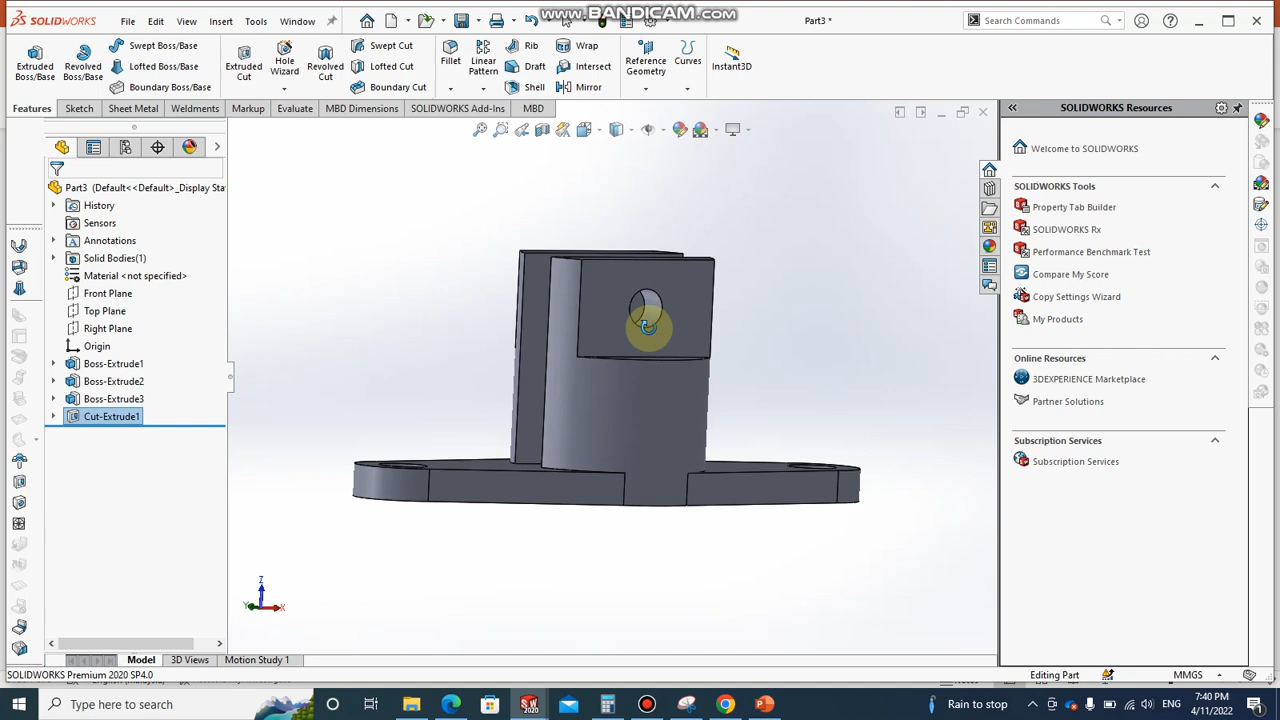 SOLIDWORKS File Edit View Insert Tools Window
www.BANDICAM.com
Part3 *
Search Commands
Extruded Boss/Base
Revolved Boss/Base
Swept Boss/Base
Lofted Boss/Base
Boundary Boss/Base
Extruded Cut
Hole Wizard
Revolved Cut
Swept Cut
Lofted Cut
Boundary Cut
Fillet
Linear Pattern
Rib
Draft
Shell
Wrap
Intersect
Mirror
Reference Geometry
Curves
Instant3D
Features Sketch Sheet Metal Weldments Markup Evaluate MBD Dimensions SOLIDWORKS Add-Ins MBD
Part3 (Default<<Default>_Display Sta
History
Sensors
Annotations
Solid Bodies(1)
Material <not specified>
Front Plane
Top Plane
Right Plane
Origin
Boss-Extrude1
Boss-Extrude2
Boss-Extrude3
Cut-Extrude1
Z
Y
X
SOLIDWORKS Resources
Welcome to SOLIDWORKS
SOLIDWORKS Tools
Property Tab Builder
SOLIDWORKS Rx
Performance Benchmark Test
Compare My Score
Copy Settings Wizard
My Products
Online Resources
3DEXPERIENCE Marketplace
Partner Solutions
Subscription Services
Subscription Services
Model 3D Views Motion Study 1
SOLIDWORKS Premium 2020 SP4.0
Editing Part
MMGS
Type here to search
Rain to stop
ENG
7:40 PM
4/11/2022